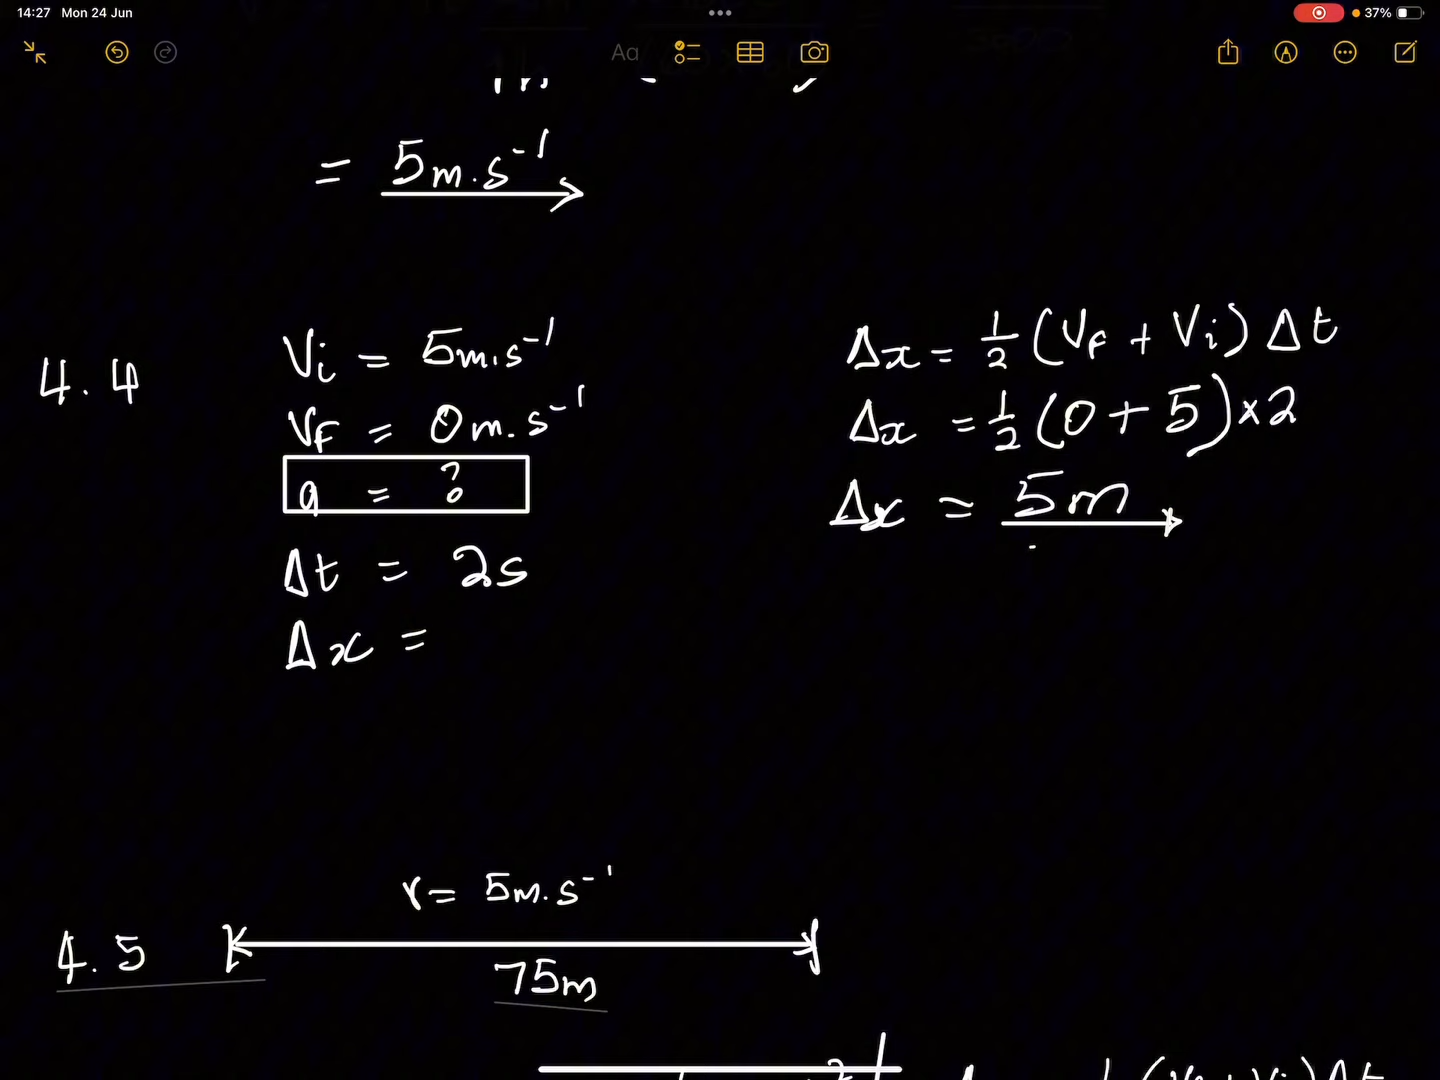 14:27 Mon 24 Jun
37%
Aa
= 5m.s⁻¹
4.4
Vi = 5m.s⁻¹
Vf = 0m.s⁻¹
a = ?
Δt = 2s
Δx =
Δx = ½ (Vf + Vi) Δt
Δx = ½ (0 + 5) × 2
Δx = 5m
4.5
v = 5m.s⁻¹
75m